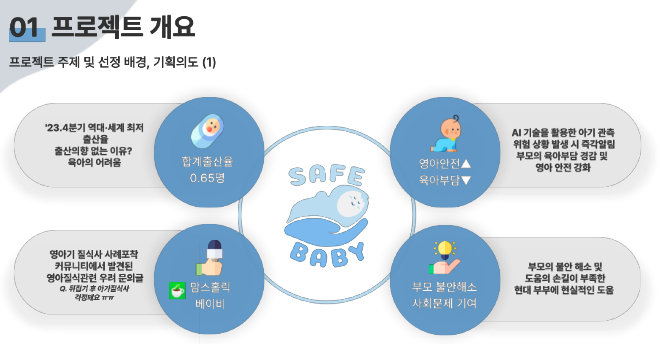 01 프로젝트 개요
프로젝트 주제 및 선정 배경, 기획의도 (1)
'23.4분기 역대·세계 최저
출산율
출산의향 없는 이유?
육아의 어려움
합계출산율
0.65명
영아안전▲
육아부담▼
AI 기술을 활용한 아기 관측
위험 상황 발생 시 즉각알림
부모의 육아부담 경감 및
영아 안전 강화
SAFE
BABY
영아기 질식사 사례포착
커뮤니티에서 발견된
영아질식관련 우려 문의글
Q. 뒤집기 후 아기질식사
걱정돼요 ㅠㅠ
맘스홀릭
베이비
부모 불안해소
사회문제 기여
부모의 불안 해소 및
도움의 손길이 부족한
현대 부부에 현실적인 도움